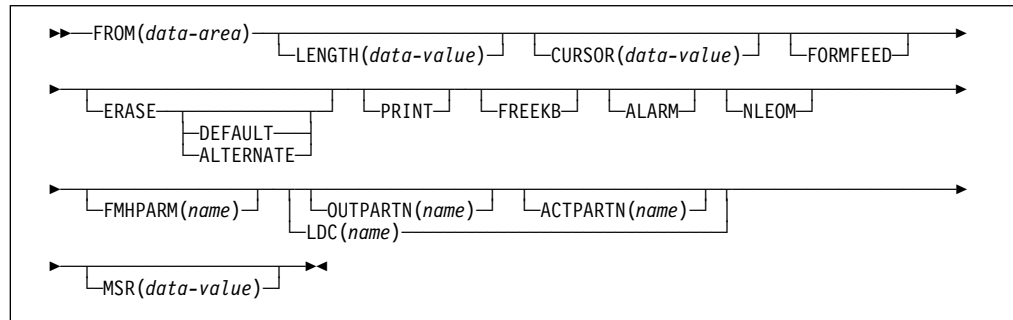 FROM(data-area)
LENGTH(data-value) CURSOR(data-value) FORMFEED
ERASE PRINT FREEKB ALARM NLEOM
DEFAULT
ALTERNATE
FMHPARM(name) OUTPARTN(name) ACTPARTN(name)
LDC(name)
MSR(data-value)